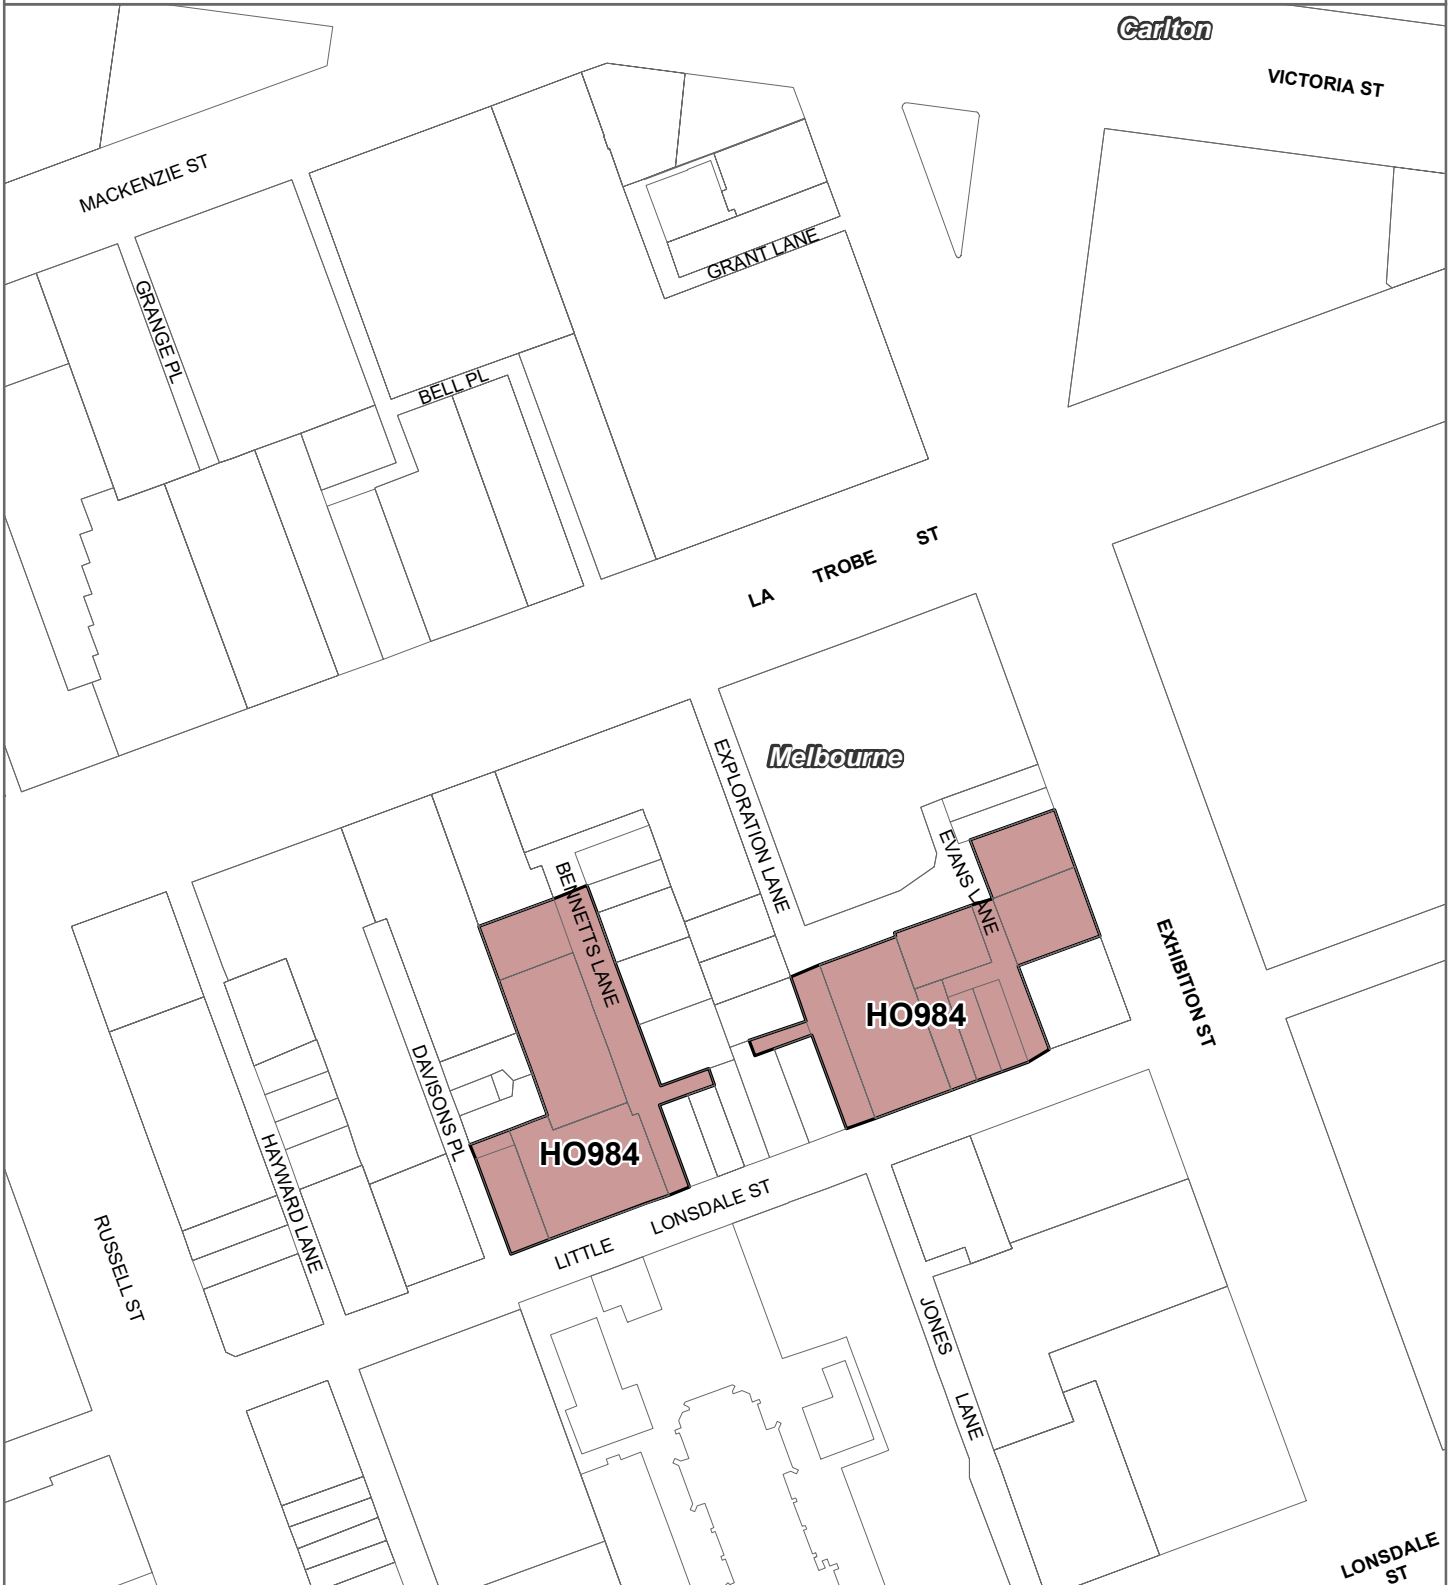 Carlton
VICTORIA ST
MACKENZIE ST
GRANT LANE
GRANGE PL
BELL PL
LA TROBE ST
Melbourne
EXPLORATION LANE
EVANS LANE
BENNETTS LANE
EXHIBITION ST
HO984
DAVISONS PL
HO984
HAYWARD LANE
LITTLE LONSDALE ST
RUSSELL ST
JONES LANE
LONSDALE
ST